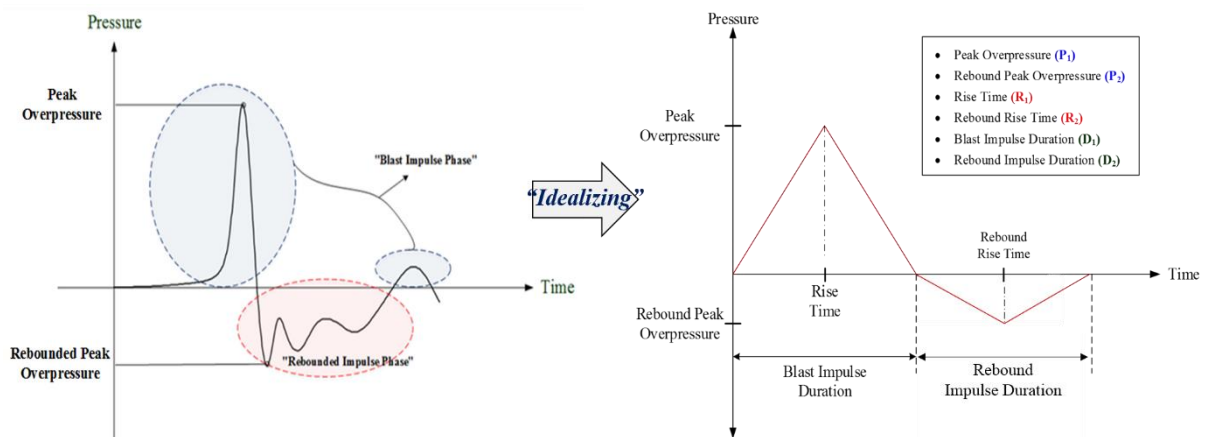 Pressure
Peak
Overpressure
"Blast Impulse Phase"
Time
Rebounded Peak
Overpressure
"Rebounded Impulse Phase"
“Idealizing”
Pressure
• Peak Overpressure (P₁)
• Rebound Peak Overpressure (P₂)
• Rise Time (R₁)
• Rebound Rise Time (R₂)
• Blast Impulse Duration (D₁)
• Rebound Impulse Duration (D₂)
Peak
Overpressure
Rebound
Rise Time
Time
Rise
Time
Rebound Peak
Overpressure
Blast Impulse
Duration
Rebound
Impulse Duration